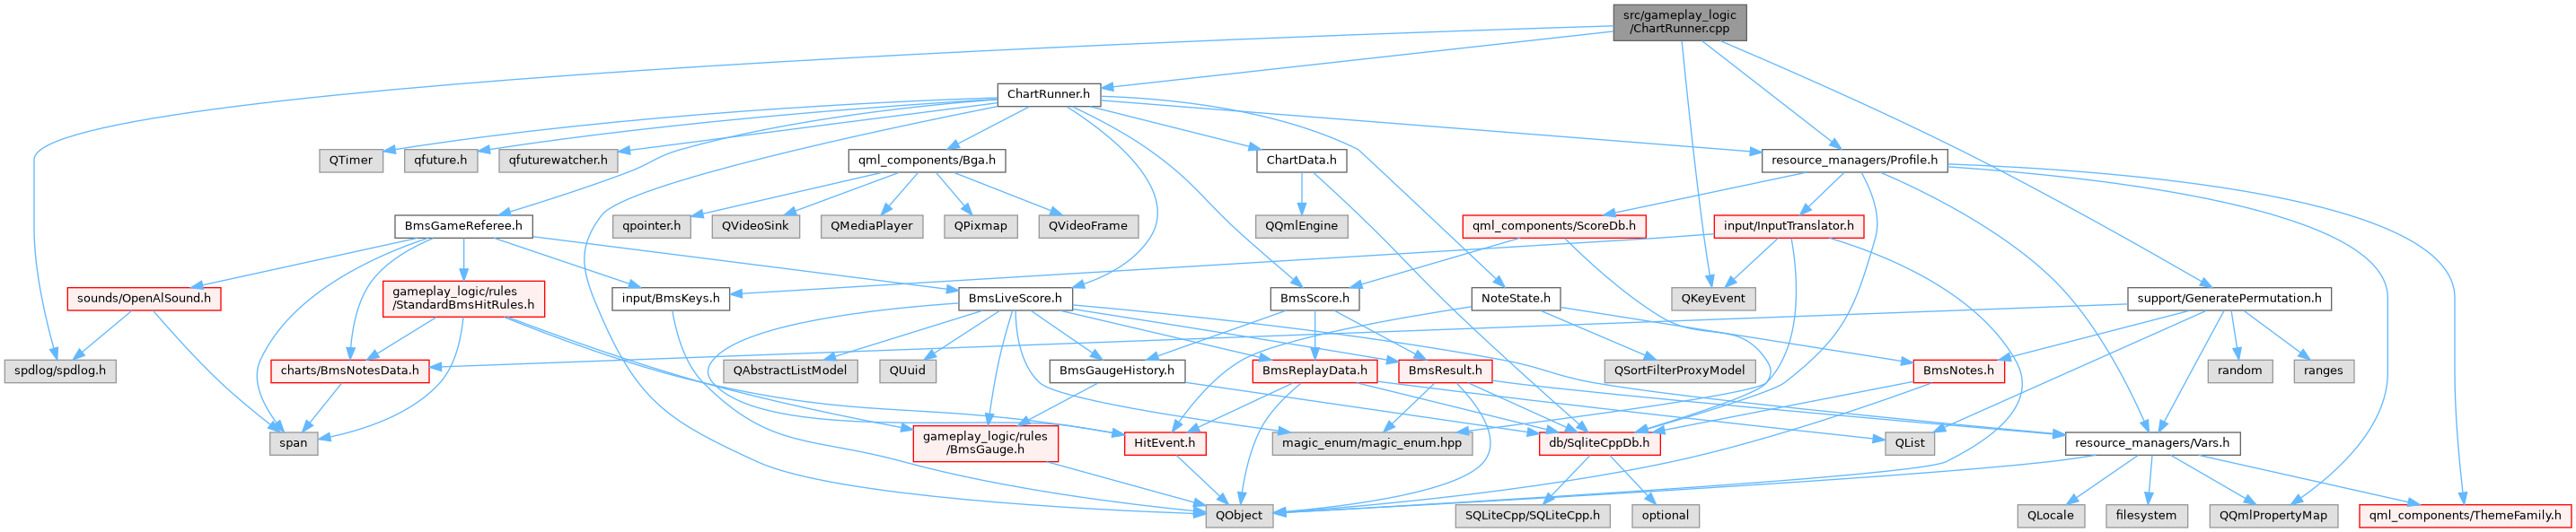 src/gameplay_logic
/ChartRunner.cpp
ChartRunner.h
QTimer
qfuture.h
qfuturewatcher.h
qml_components/Bga.h
ChartData.h
resource_managers/Profile.h
BmsGameReferee.h
qpointer.h
QVideoSink
QMediaPlayer
QPixmap
QVideoFrame
QQmlEngine
qml_components/ScoreDb.h
input/InputTranslator.h
sounds/OpenAlSound.h
gameplay_logic/rules
/StandardBmsHitRules.h
input/BmsKeys.h
BmsLiveScore.h
BmsScore.h
NoteState.h
QKeyEvent
support/GeneratePermutation.h
spdlog/spdlog.h
charts/BmsNotesData.h
QAbstractListModel
QUuid
BmsGaugeHistory.h
BmsReplayData.h
BmsResult.h
QSortFilterProxyModel
BmsNotes.h
random
ranges
span
gameplay_logic/rules
/BmsGauge.h
HitEvent.h
magic_enum/magic_enum.hpp
db/SqliteCppDb.h
QList
resource_managers/Vars.h
QObject
SQLiteCpp/SQLiteCpp.h
optional
QLocale
filesystem
QQmlPropertyMap
qml_components/ThemeFamily.h